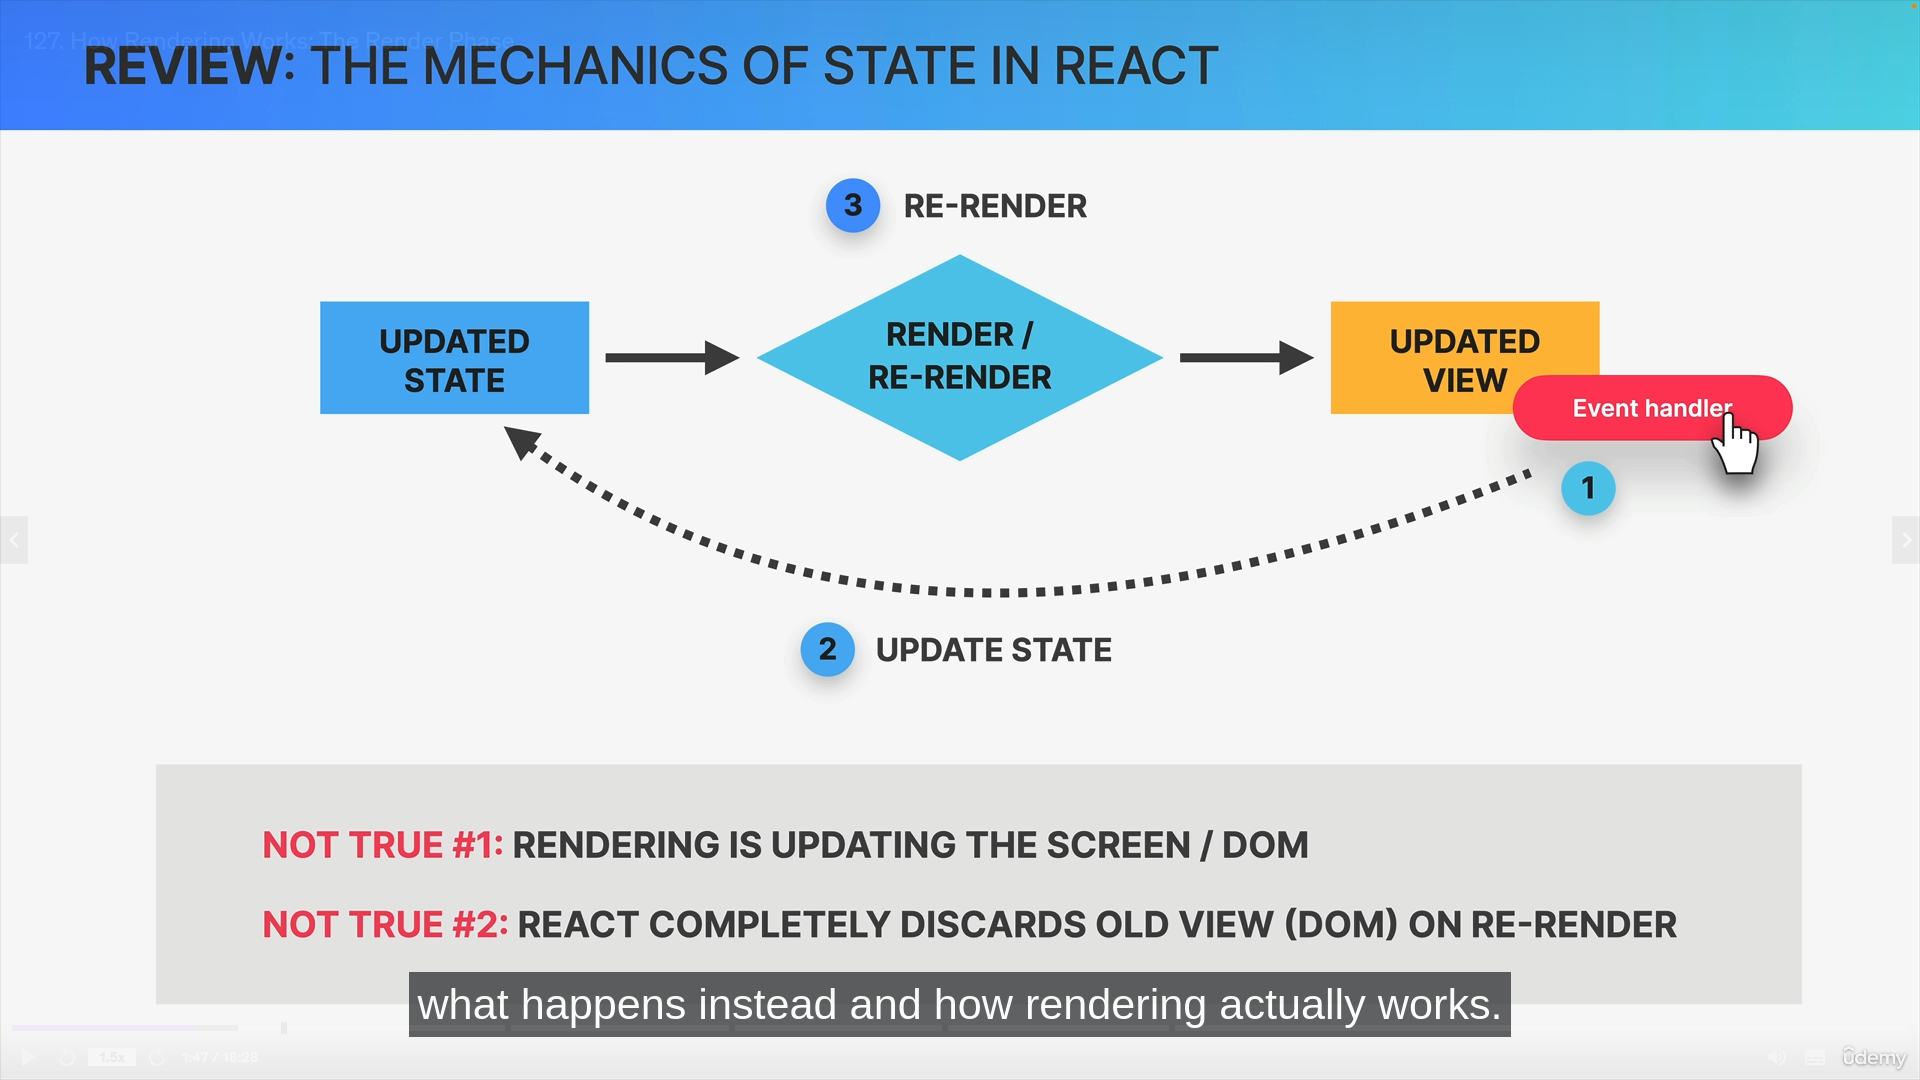 127. How Rendering Works: The Render Phase
REVIEW: THE MECHANICS OF STATE IN REACT
3 RE-RENDER
UPDATED
STATE
RENDER /
RE-RENDER
UPDATED
VIEW
Event handler
1
2 UPDATE STATE
NOT TRUE #1: RENDERING IS UPDATING THE SCREEN / DOM
NOT TRUE #2: REACT COMPLETELY DISCARDS OLD VIEW (DOM) ON RE-RENDER
what happens instead and how rendering actually works.
1.5x 1:47 / 18:28
ûdemy